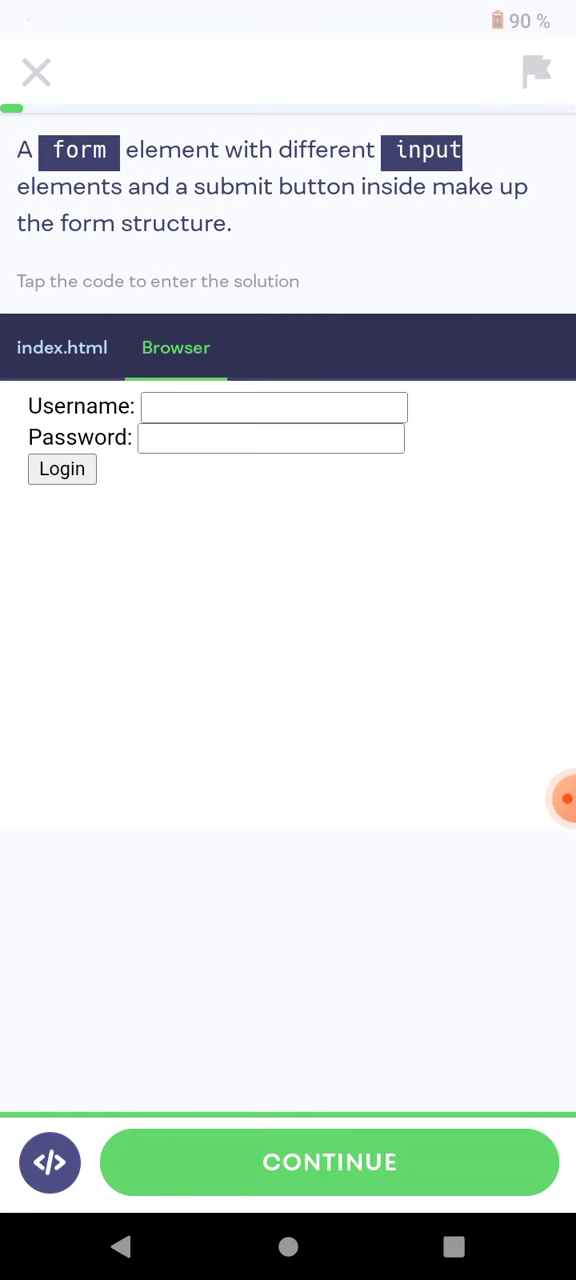 90 %
A form element with different input
elements and a submit button inside make up
the form structure.
Tap the code to enter the solution
index.html Browser
Username:
Password:
Login
</>
CONTINUE